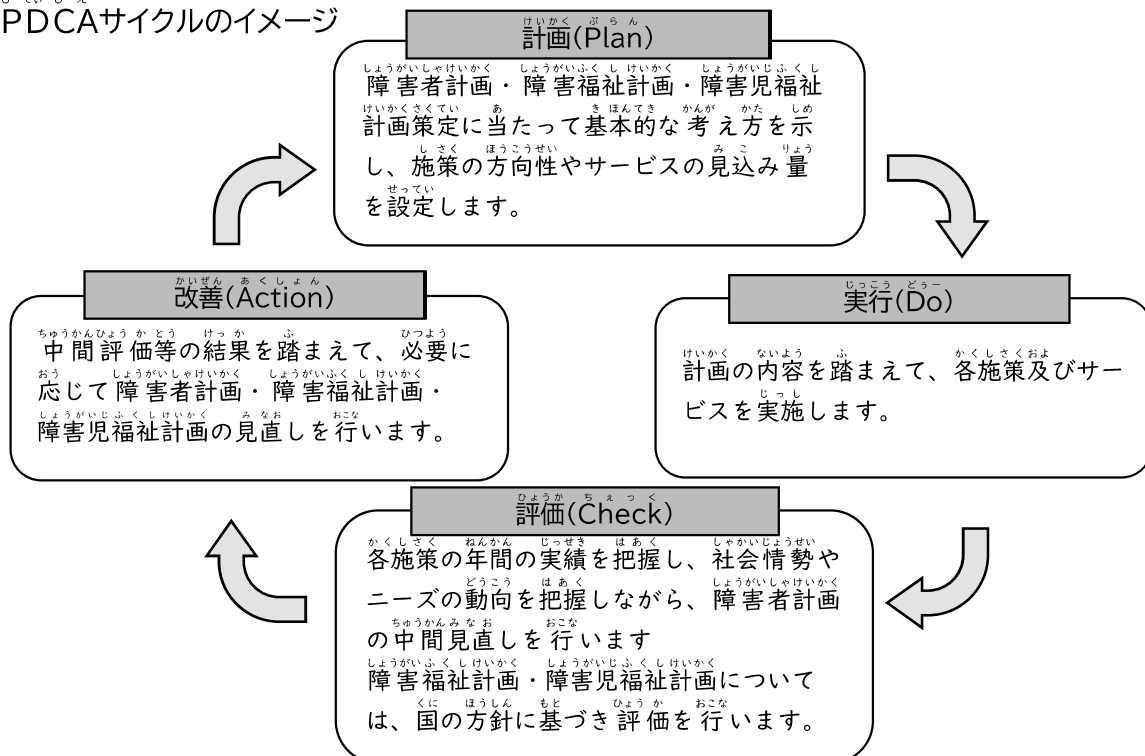 PDCAサイクルのイメージ
計画(Plan)
障害者計画・障害福祉計画・障害児福祉
計画策定に当たって基本的な考え方を示
し、施策の方向性やサービスの見込み量
を設定します。
実行(Do)
計画の内容を踏まえて、各施策及びサー
ビスを実施します。
評価(Check)
各施策の年間の実績を把握し、社会情勢や
ニーズの動向を把握しながら、障害者計画
の中間見直しを行います
障害福祉計画・障害児福祉計画について
は、国の方針に基づき評価を行います。
改善(Action)
中間評価等の結果を踏まえて、必要に
応じて障害者計画・障害福祉計画・
障害児福祉計画の見直しを行います。